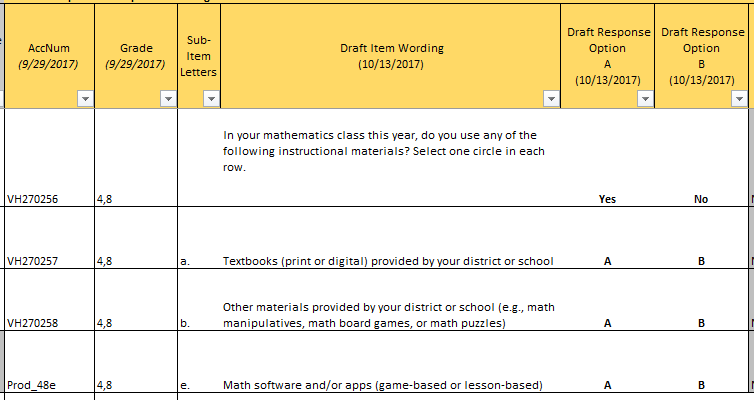 AccNum
(9/29/2017)
Grade
(9/29/2017)
Sub-
Item
Letters
Draft Item Wording
(10/13/2017)
Draft Response
Option
A
(10/13/2017)
Draft Response
Option
B
(10/13/2017)
In your mathematics class this year, do you use any of the
following instructional materials? Select one circle in each
row.
VH270256 4,8 Yes No
VH270257 4,8 a. Textbooks (print or digital) provided by your district or school A B
Other materials provided by your district or school (e.g., math
VH270258 4,8 b. manipulatives, math board games, or math puzzles) A B
Prod_48e 4,8 e. Math software and/or apps (game-based or lesson-based) A B